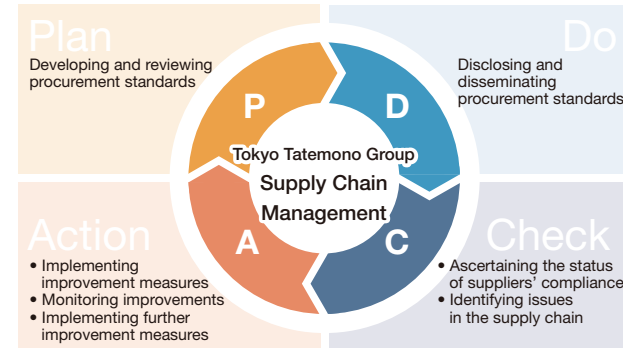 Plan
Developing and reviewing
procurement standards
Do
Disclosing and
disseminating
procurement standards
P
D
Tokyo Tatemono Group
Supply Chain
Management
A
C
Action
• Implementing
improvement measures
• Monitoring improvements
• Implementing further
improvement measures
Check
• Ascertaining the status
of suppliers' compliance
• Identifying issues
in the supply chain